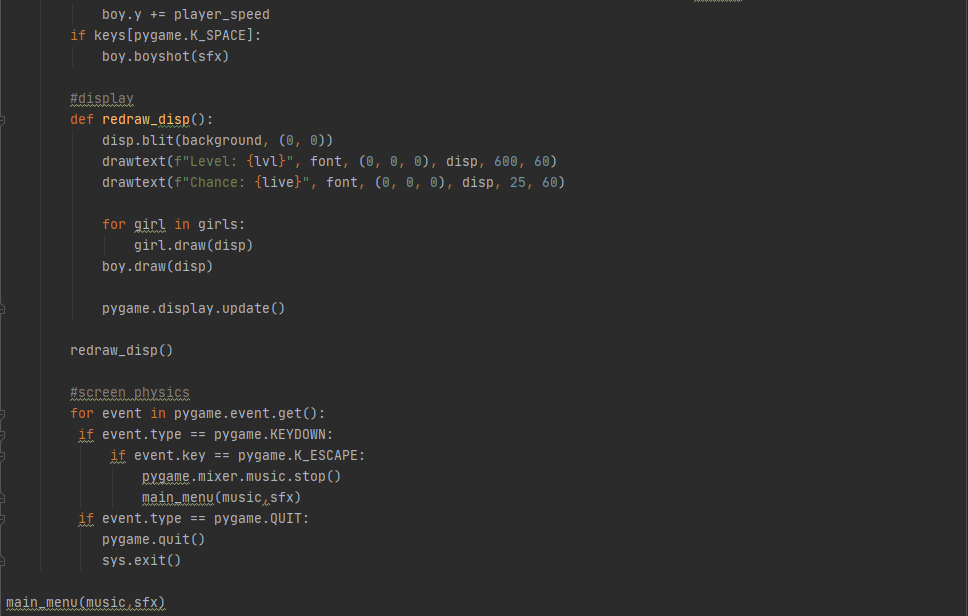 boy.y += player_speed
if keys[pygame.K_SPACE]:
boy.boyshot(sfx)
#display
def redraw_disp():
disp.blit(background, (0, 0))
drawtext(f"Level: {lvl}", font, (0, 0, 0), disp, 600, 60)
drawtext(f"Chance: {live}", font, (0, 0, 0), disp, 25, 60)
for girl in girls:
girl.draw(disp)
boy.draw(disp)
pygame.display.update()
redraw_disp()
#screen physics
for event in pygame.event.get():
if event.type == pygame.KEYDOWN:
if event.key == pygame.K_ESCAPE:
pygame.mixer.music.stop()
main_menu(music,sfx)
if event.type == pygame.QUIT:
pygame.quit()
sys.exit()
main_menu(music,sfx)